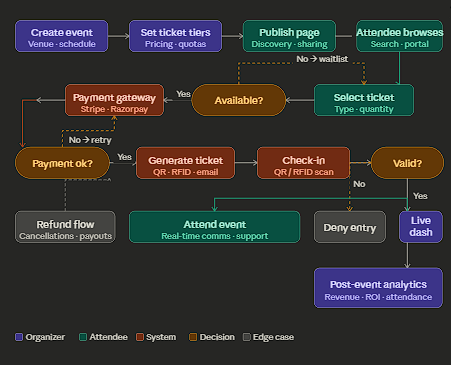 Create event
Venue · schedule
Set ticket tiers
Pricing · quotas
Publish page
Discovery · sharing
Attendee browses
Search · portal
No → waitlist
Payment gateway
Stripe · Razorpay
Yes
Available?
Select ticket
Type · quantity
No → retry
Payment ok?
Yes
Generate ticket
QR · RFID · email
Check-in
QR / RFID scan
Valid?
No
Yes
Refund flow
Cancellations · payouts
Attend event
Real-time comms · support
Deny entry
Live
dash
Post-event analytics
Revenue · ROI · attendance
Organizer
Attendee
System
Decision
Edge case